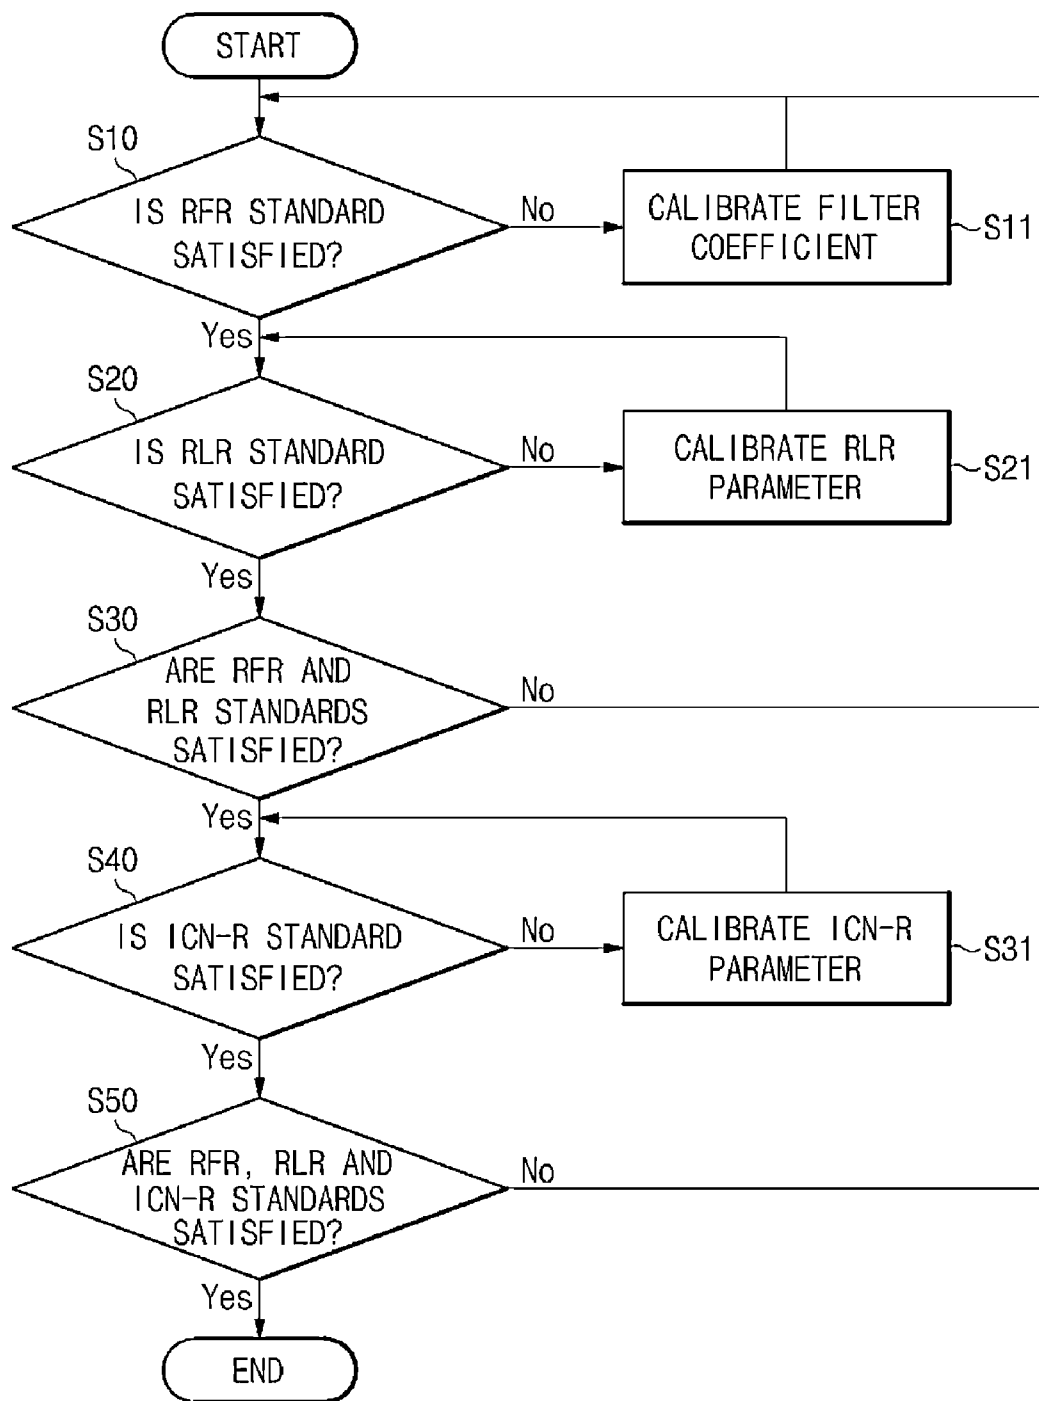 START
S10
IS RFR STANDARD
SATISFIED?
No
CALIBRATE FILTER
COEFFICIENT
S11
Yes
S20
IS RLR STANDARD
SATISFIED?
No
CALIBRATE RLR
PARAMETER
S21
Yes
S30
ARE RFR AND
RLR STANDARDS
SATISFIED?
No
Yes
S40
IS ICN-R STANDARD
SATISFIED?
No
CALIBRATE ICN-R
PARAMETER
S31
Yes
S50
ARE RFR, RLR AND
ICN-R STANDARDS
SATISFIED?
No
Yes
END